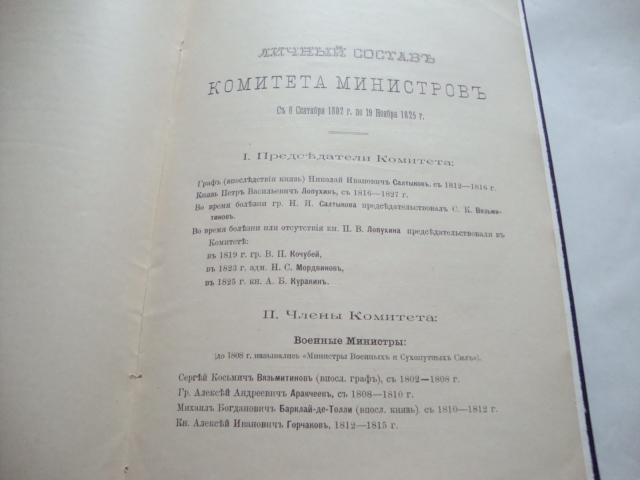 ЛИЧНЫЙ СОСТАВЪ
КОМИТЕТА МИНИСТРОВЪ
Съ 8 Сентября 1802 г. по 19 Ноября 1825 г.
I. Предсѣдатели Комитета:
Графъ (впослѣдствіи князь) Николай Ивановичъ Салтыковъ, съ 1812—1816 г.
Князь Петръ Васильевичъ Лопухинъ, съ 1816—1827 г.
Во время болѣзни гр. Н. И. Салтыкова предсѣдательствовалъ С. К. Вязьми-
тиновъ.
Во время болѣзни или отсутствія кн. П. В. Лопухина предсѣдательствовали въ
Комитетѣ:
въ 1819 г. гр. В. П. Кочубей,
въ 1823 г. адм. Н. С. Мордвиновъ,
въ 1825 г. кн. А. Б. Куракинъ.
II. Члены Комитета:
Военные Министры:
(до 1808 г. назывались «Министры Военныхъ и Сухопутныхъ Силъ»).
Сергѣй Косьмичъ Вязьмитиновъ (впосл. графъ), съ 1802—1808 г.
Гр. Алексѣй Андреевичъ Аракчеевъ, съ 1808—1810 г.
Михаилъ Богдановичъ Барклай-де-Толли (впосл. князь). съ 1810—1812 г.
Кн. Алексѣй Ивановичъ Горчаковъ, 1812—1815 г.